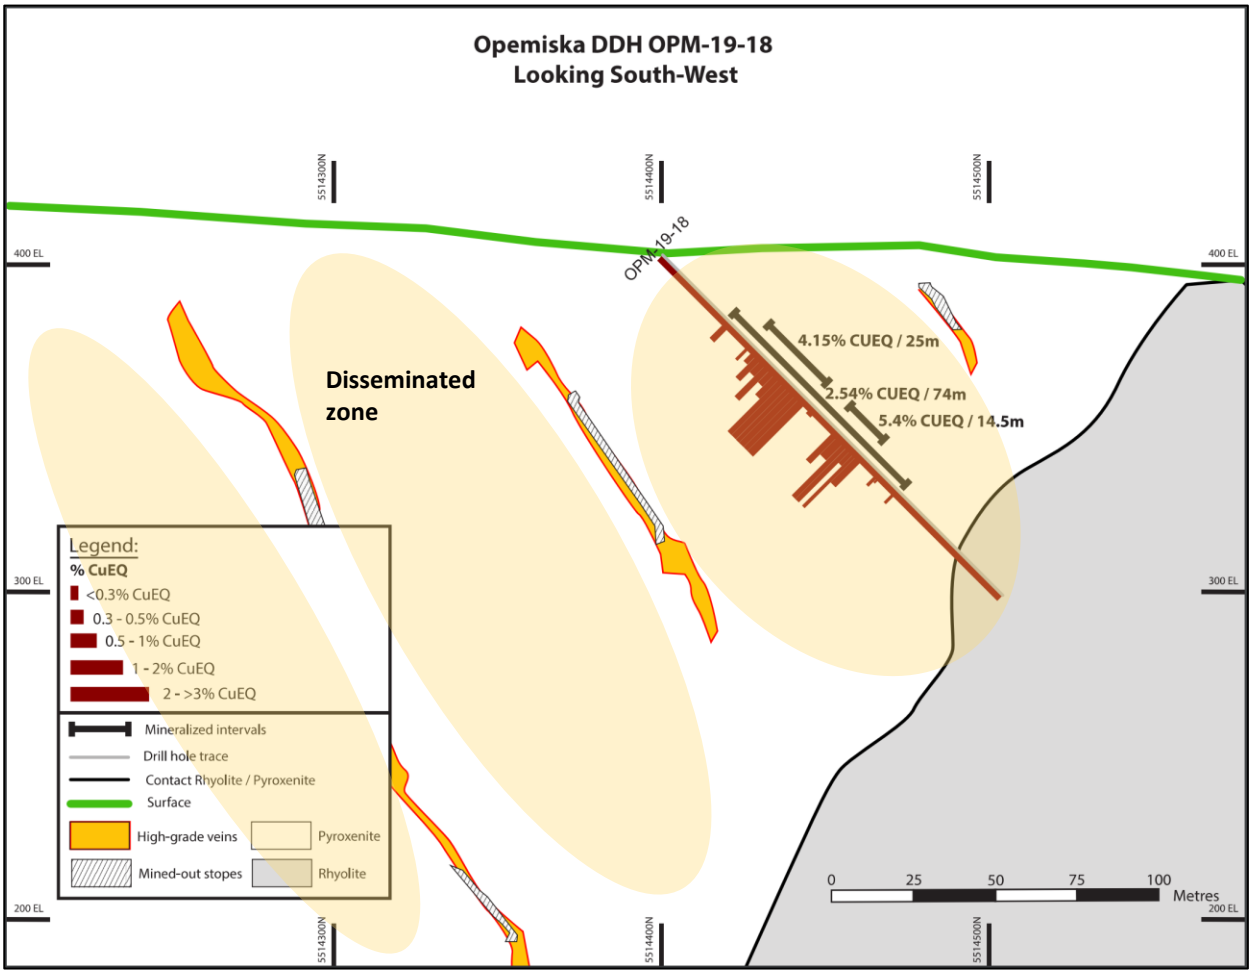 Opemiska DDH OPM-19-18
Looking South-West
5514300N
5514400N
5514500N
OPM-19-18
400 EL
400 EL
4.15% CUEQ / 25m
Disseminated
zone
2.54% CUEQ / 74m
5.4% CUEQ / 14.5m
Legend:
% CuEQ
<0.3% CuEQ
0.3 - 0.5% CuEQ
0.5 - 1% CuEQ
1 - 2% CuEQ
2 - >3% CuEQ
Mineralized intervals
Drill hole trace
Contact Rhyolite / Pyroxenite
Surface
High-grade veins
Pyroxenite
Mined-out stopes
Rhyolite
300 EL
300 EL
0 25 50 75 100
Metres
200 EL
200 EL
5514300N
5514400N
5514500N